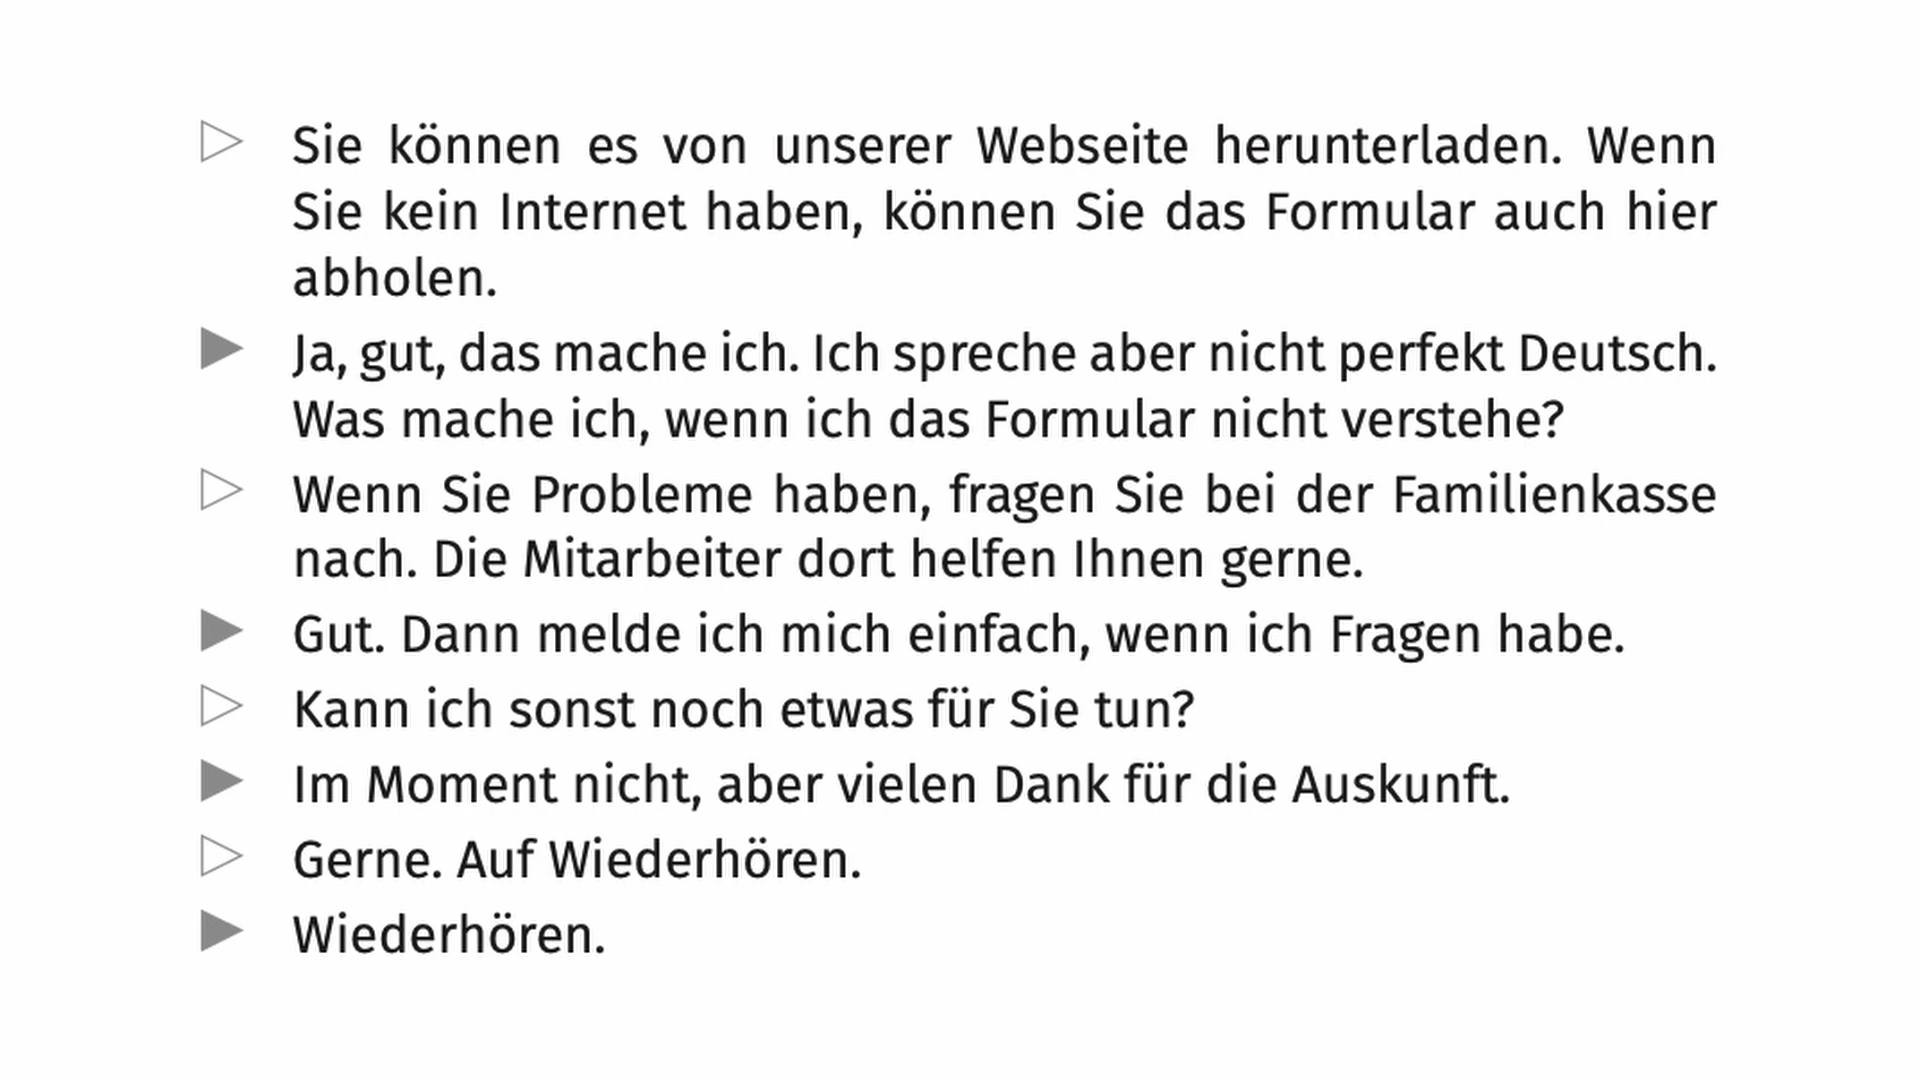 Sie können es von unserer Webseite herunterladen. Wenn
Sie kein Internet haben, können Sie das Formular auch hier
abholen.
Ja, gut, das mache ich. Ich spreche aber nicht perfekt Deutsch.
Was mache ich, wenn ich das Formular nicht verstehe?
Wenn Sie Probleme haben, fragen Sie bei der Familienkasse
nach. Die Mitarbeiter dort helfen Ihnen gerne.
Gut. Dann melde ich mich einfach, wenn ich Fragen habe.
Kann ich sonst noch etwas für Sie tun?
Im Moment nicht, aber vielen Dank für die Auskunft.
Gerne. Auf Wiederhören.
Wiederhören.